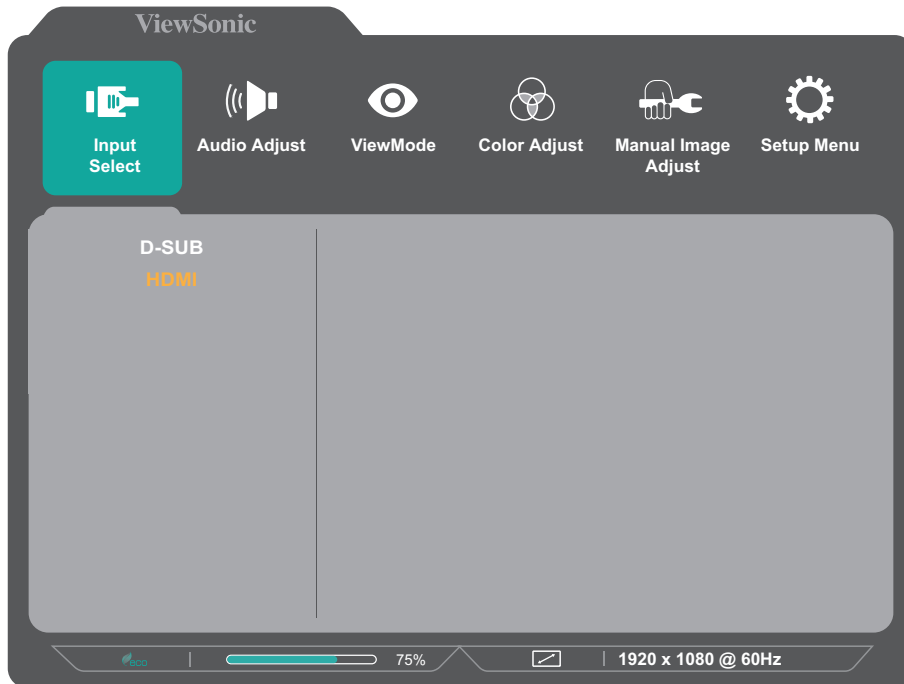 ViewSonic
Input
Select
Audio Adjust
ViewMode
Color Adjust
Manual Image
Adjust
Setup Menu
D-SUB
HDMI
eco
75%
1920 x 1080 @ 60Hz